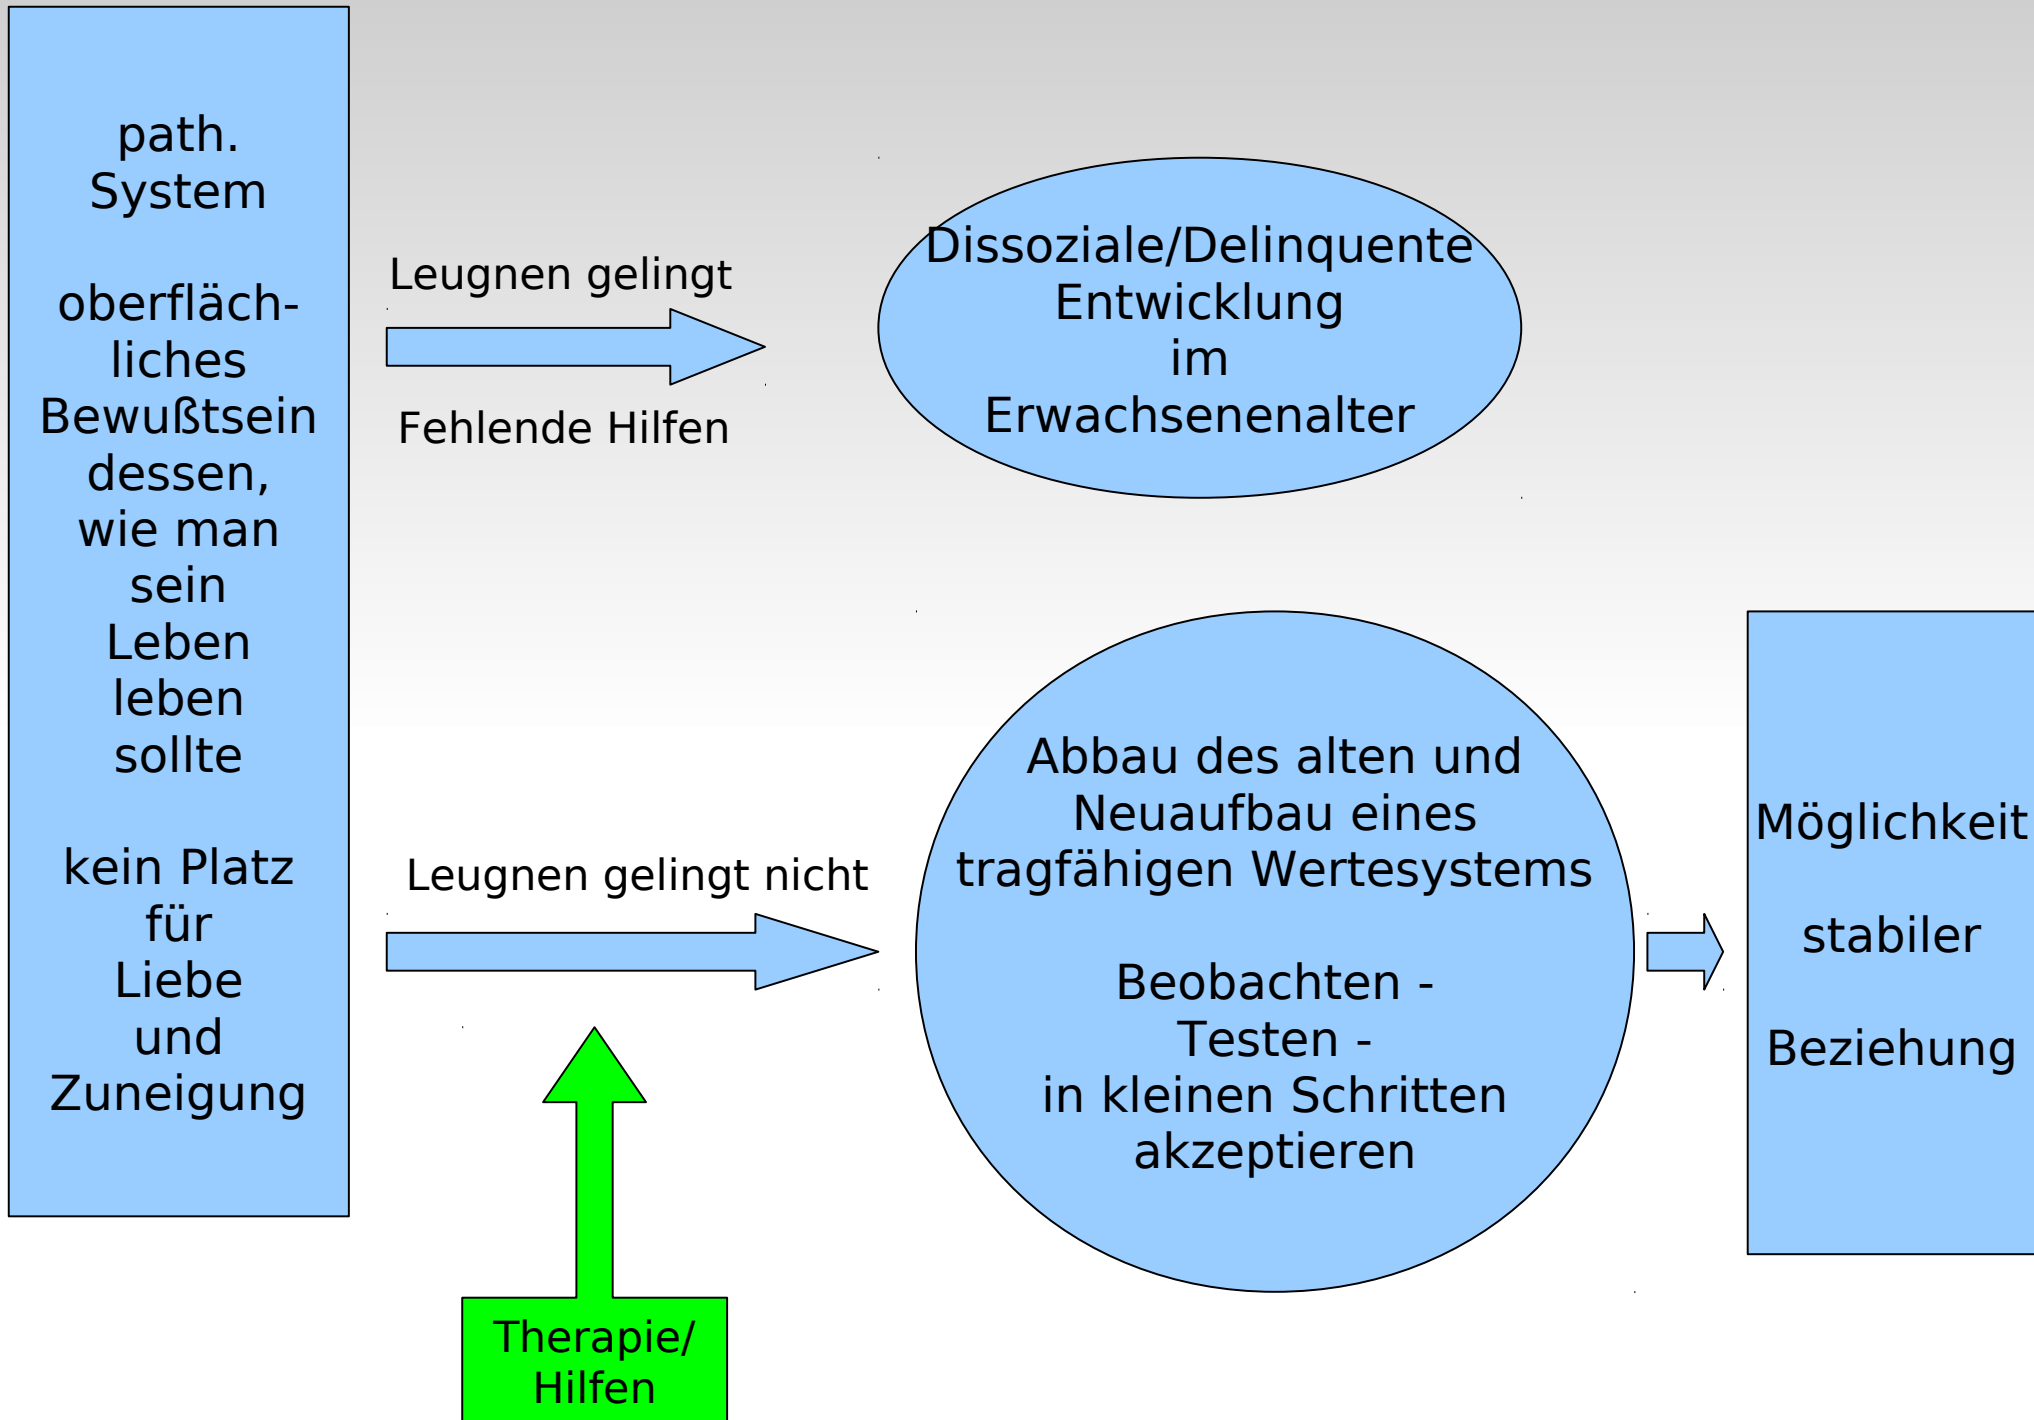 path.
System
oberfläch-
liches
Bewußtsein
dessen,
wie man
sein
Leben
leben
sollte
kein Platz
für
Liebe
und
Zuneigung
Leugnen gelingt
Fehlende Hilfen
Dissoziale/Delinquente
Entwicklung
im
Erwachsenenalter
Leugnen gelingt nicht
Therapie/
Hilfen
Abbau des alten und
Neuaufbau eines
tragfähigen Wertesystems
Beobachten -
Testen -
in kleinen Schritten
akzeptieren
Möglichkeit
stabiler
Beziehung